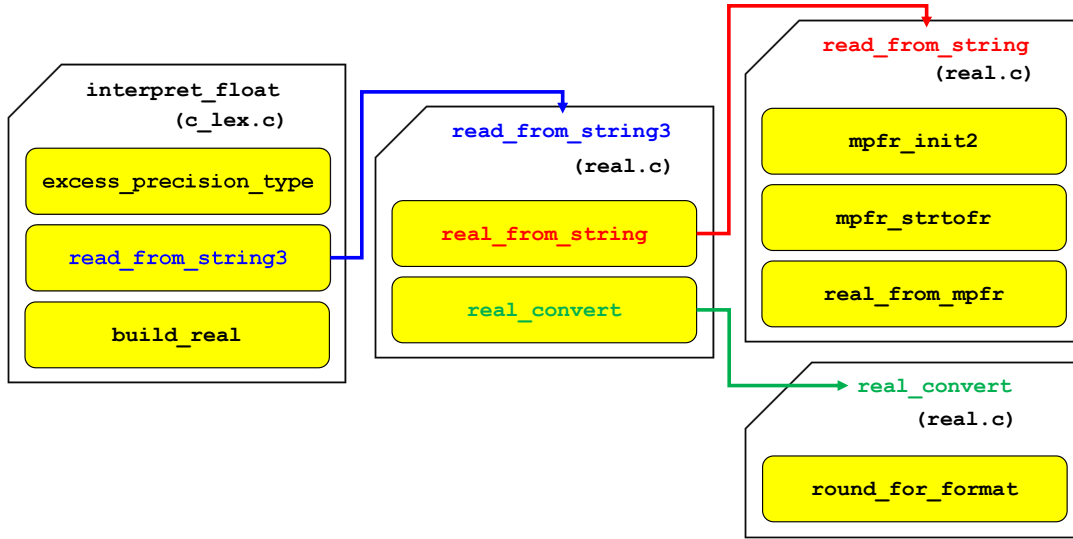 interpret_float
(c_lex.c)
excess_precision_type
read_from_string3
build_real
read_from_string3
(real.c)
real_from_string
real_convert
read_from_string
(real.c)
mpfr_init2
mpfr_strtofr
real_from_mpfr
real_convert
(real.c)
round_for_format